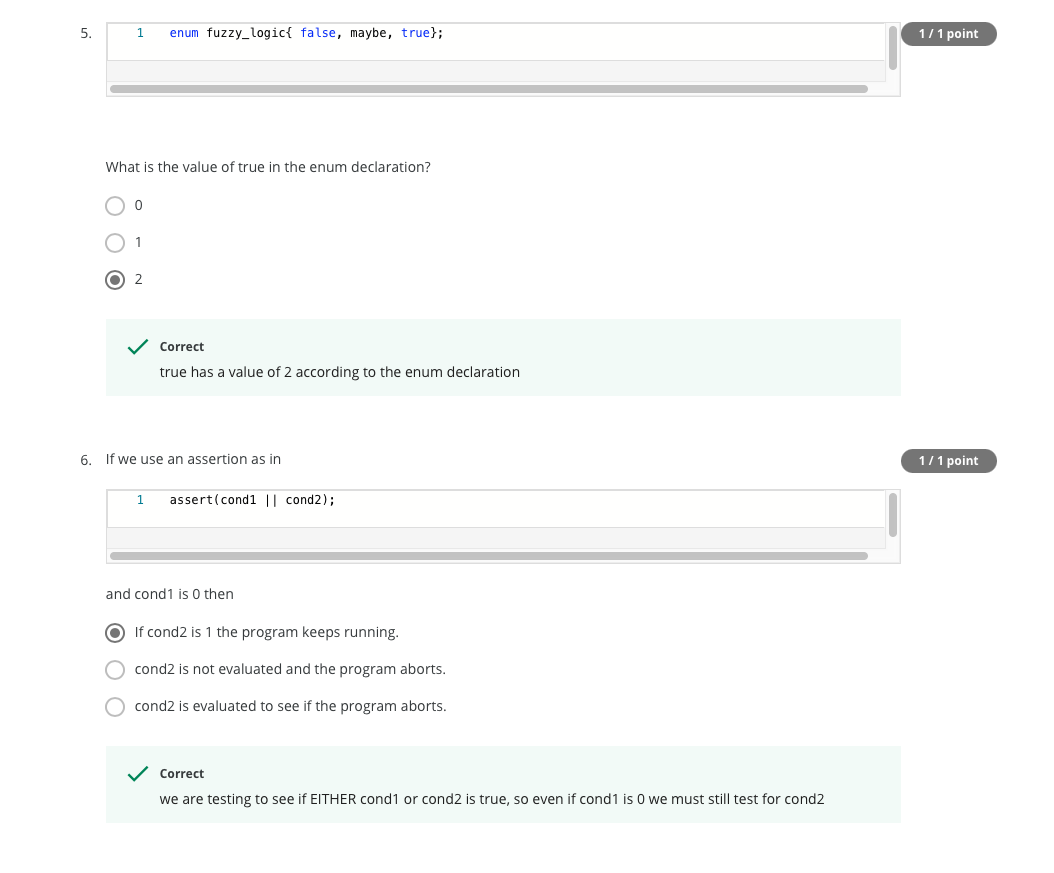 5.
1 enum fuzzy_logic{ false, maybe, true};
1 / 1 point
What is the value of true in the enum declaration?
0
1
2
Correct
true has a value of 2 according to the enum declaration
6. If we use an assertion as in
1 / 1 point
1 assert(cond1 || cond2);
and cond1 is 0 then
If cond2 is 1 the program keeps running.
cond2 is not evaluated and the program aborts.
cond2 is evaluated to see if the program aborts.
Correct
we are testing to see if EITHER cond1 or cond2 is true, so even if cond1 is 0 we must still test for cond2